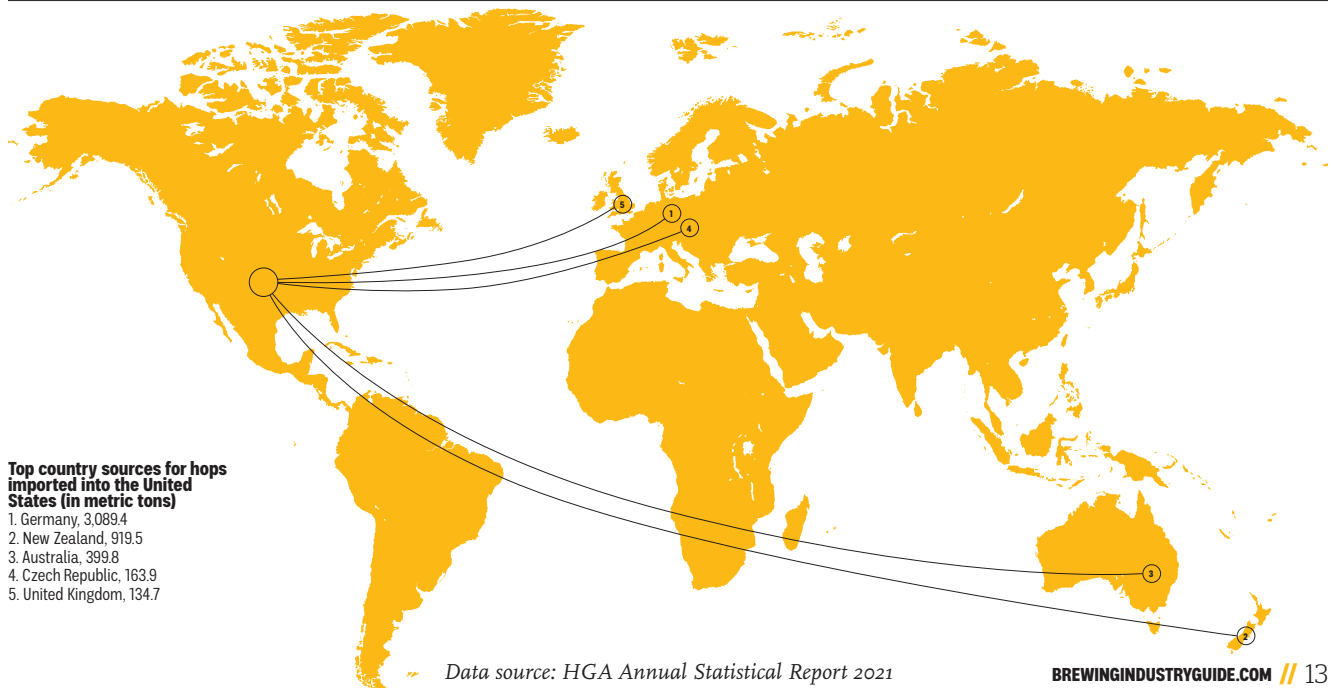 5
1
4
3
2
Top country sources for hops
imported into the United
States (in metric tons)
1. Germany, 3,089.4
2. New Zealand, 919.5
3. Australia, 399.8
4. Czech Republic, 163.9
5. United Kingdom, 134.7
Data source: HGA Annual Statistical Report 2021
BREWINGINDUSTRYGUIDE.COM // 13